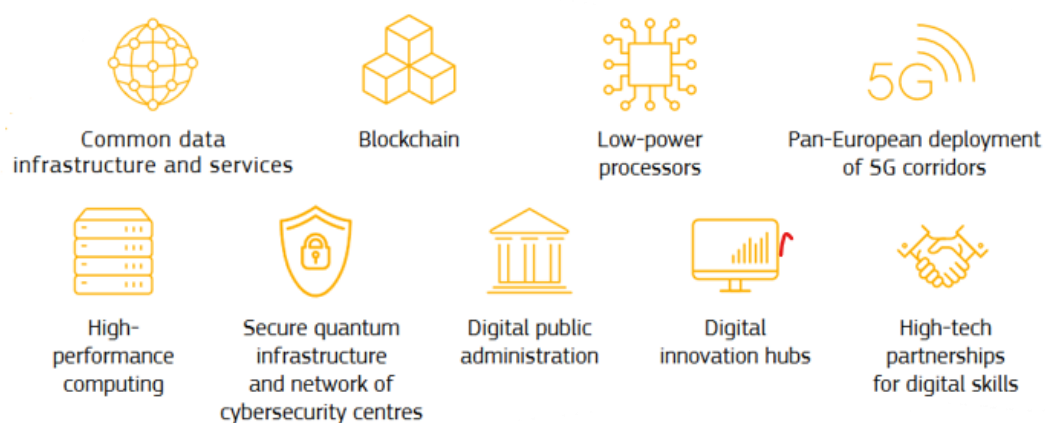 5G
Common data
infrastructure and services
Blockchain
Low-power
processors
Pan-European deployment
of 5G corridors
High-
performance
computing
Secure quantum
infrastructure
and network of
cybersecurity centres
Digital public
administration
Digital
innovation hubs
High-tech
partnerships
for digital skills